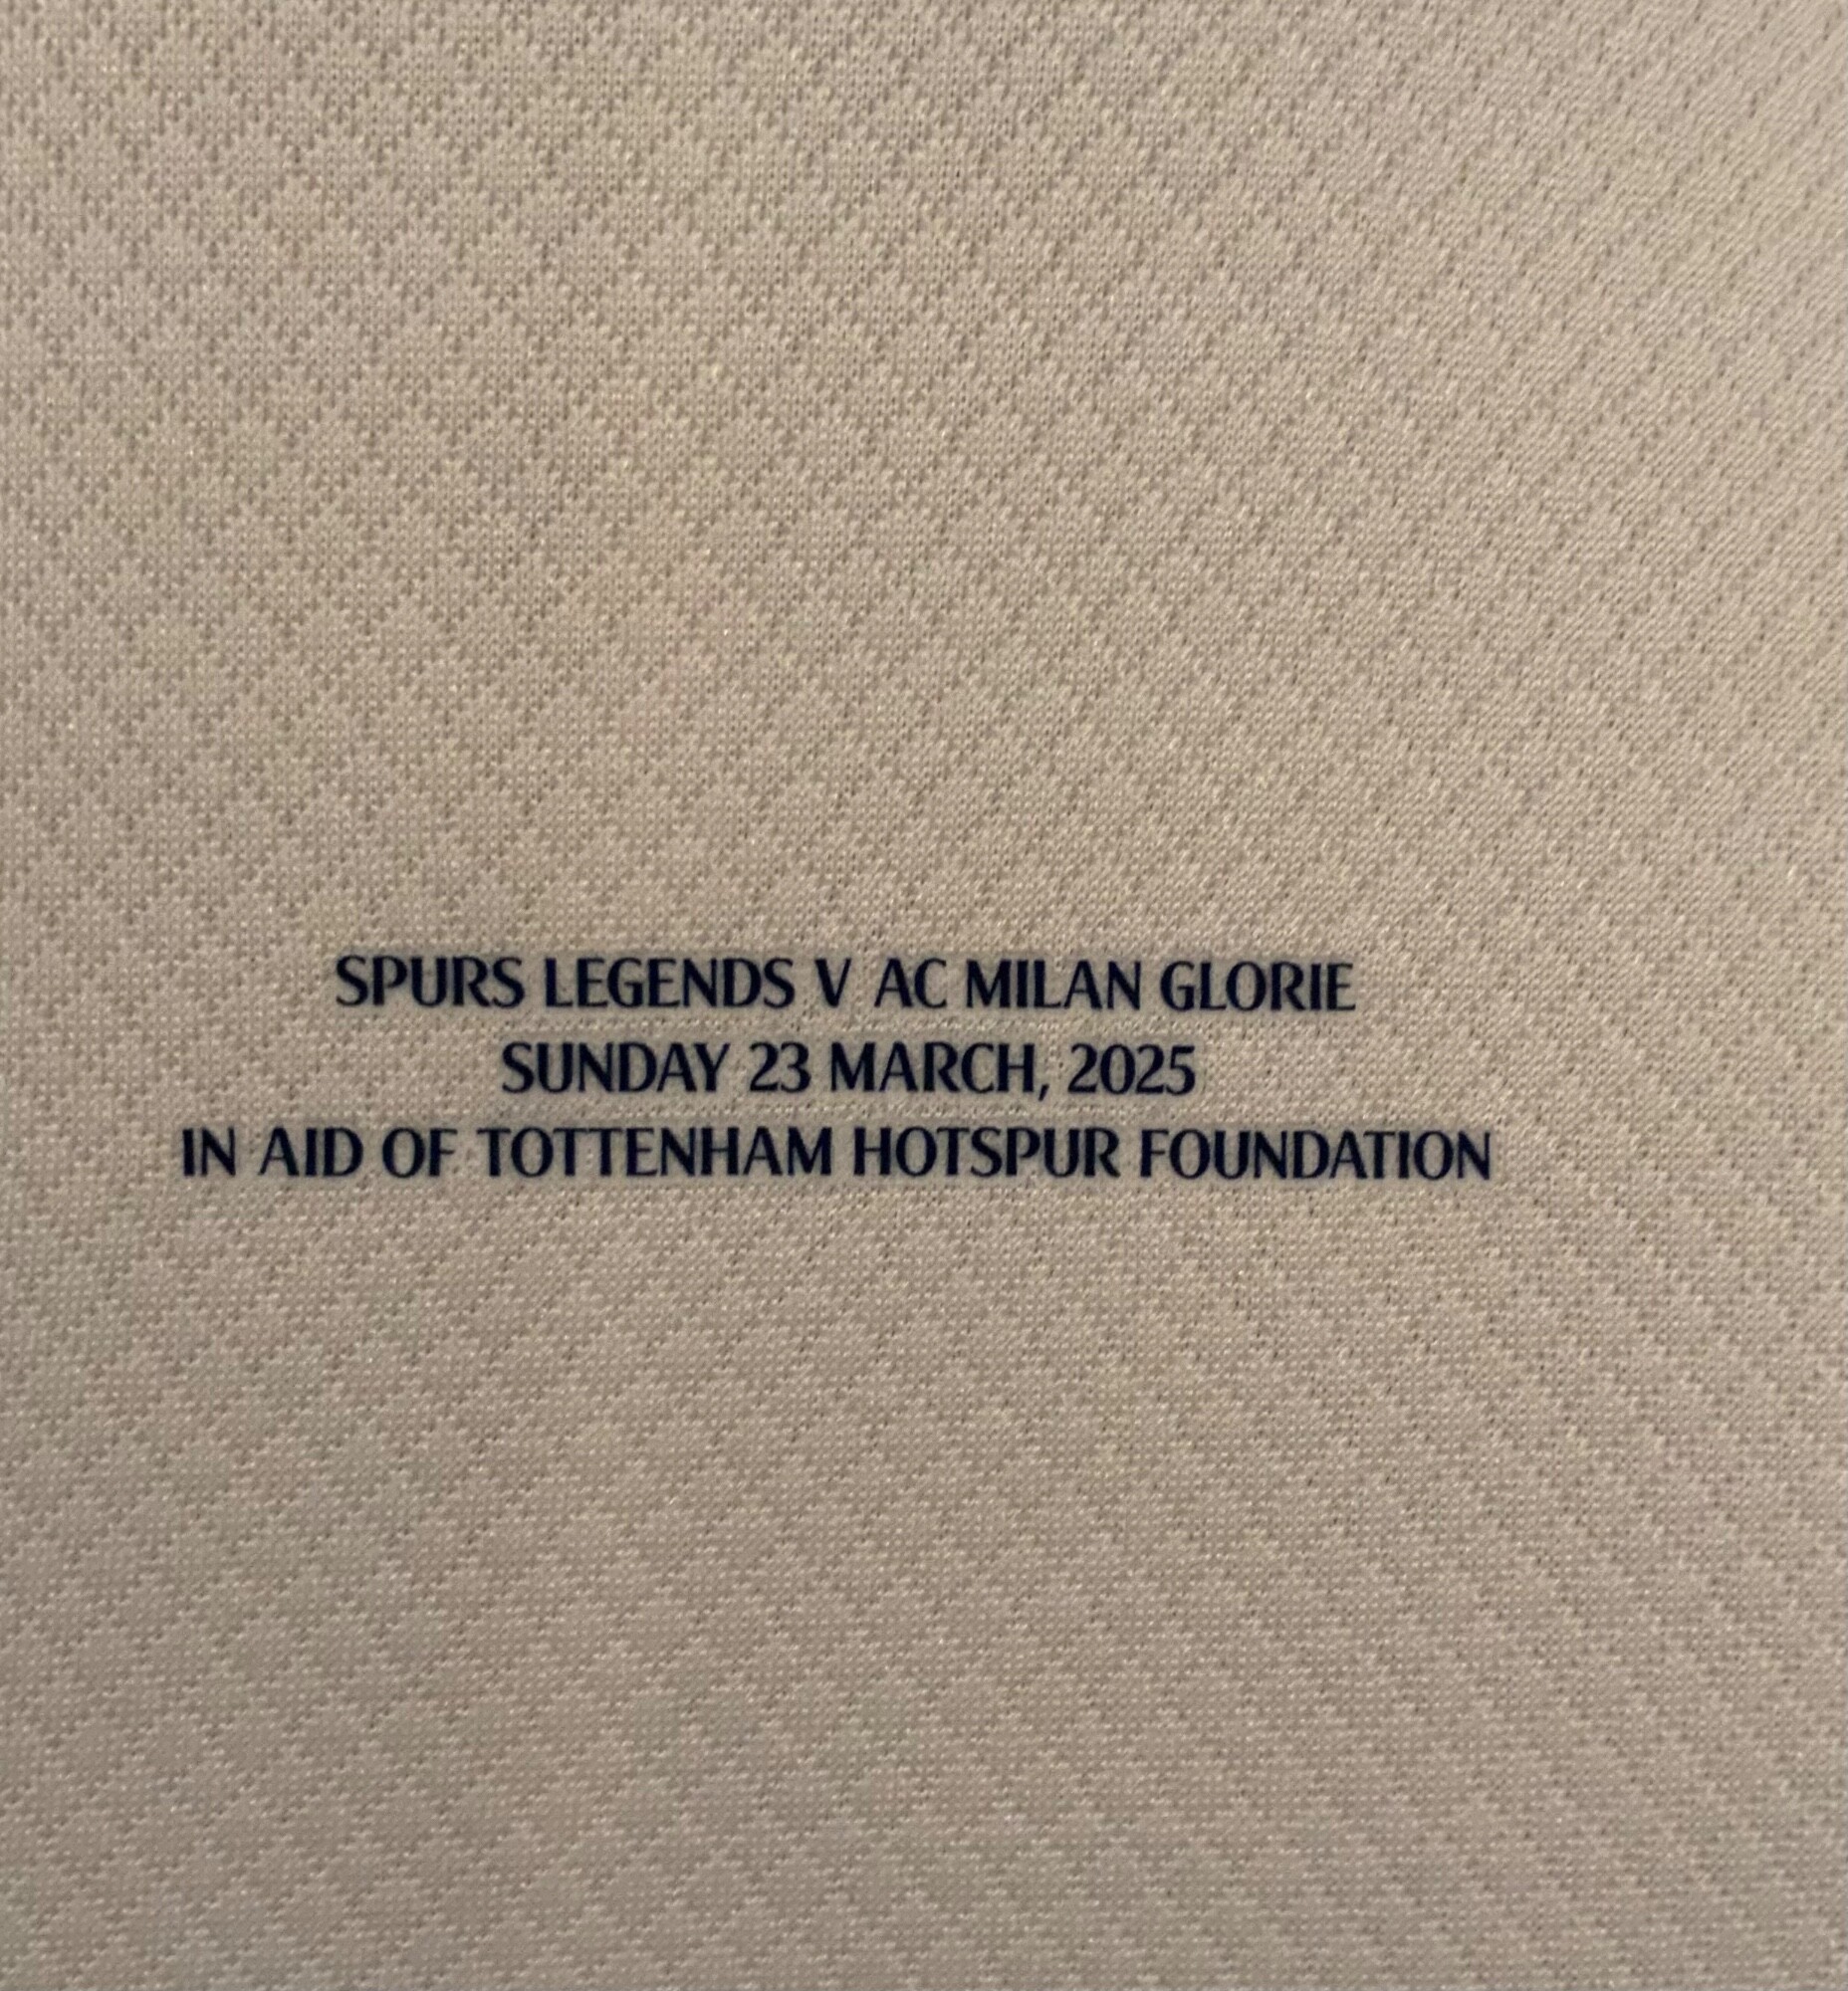 SPURS LEGENDS V AC MILAN GLORIE
SUNDAY 23 MARCH, 2025
IN AID OF TOTTENHAM HOTSPUR FOUNDATION